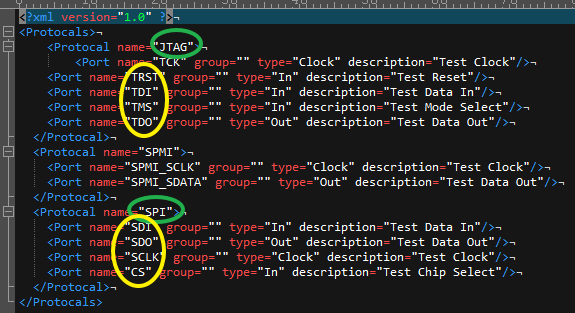 <?xml version="1.0" ?>
<Protocals>
<Protocal name="JTAG">
<Port name="TCK" group="" type="Clock" description="Test Clock"/>
<Port name="TRST" group="" type="In" description="Test Reset"/>
<Port name="TDI" group="" type="In" description="Test Data In"/>
<Port name="TMS" group="" type="In" description="Test Mode Select"/>
<Port name="TDO" group="" type="Out" description="Test Data Out"/>
</Protocal>
<Protocal name="SPMI">
<Port name="SPMI_SCLK" group="" type="Clock" description="Test Clock"/>
<Port name="SPMI_SDATA" group="" type="Out" description="Test Data Out"/>
</Protocal>
<Protocal name="SPI">
<Port name="SDI" group="" type="In" description="Test Data In"/>
<Port name="SDO" group="" type="Out" description="Test Data Out"/>
<Port name="SCLK" group="" type="Clock" description="Test Clock"/>
<Port name="CS" group="" type="In" description="Test Chip Select"/>
</Protocal>
</Protocals>